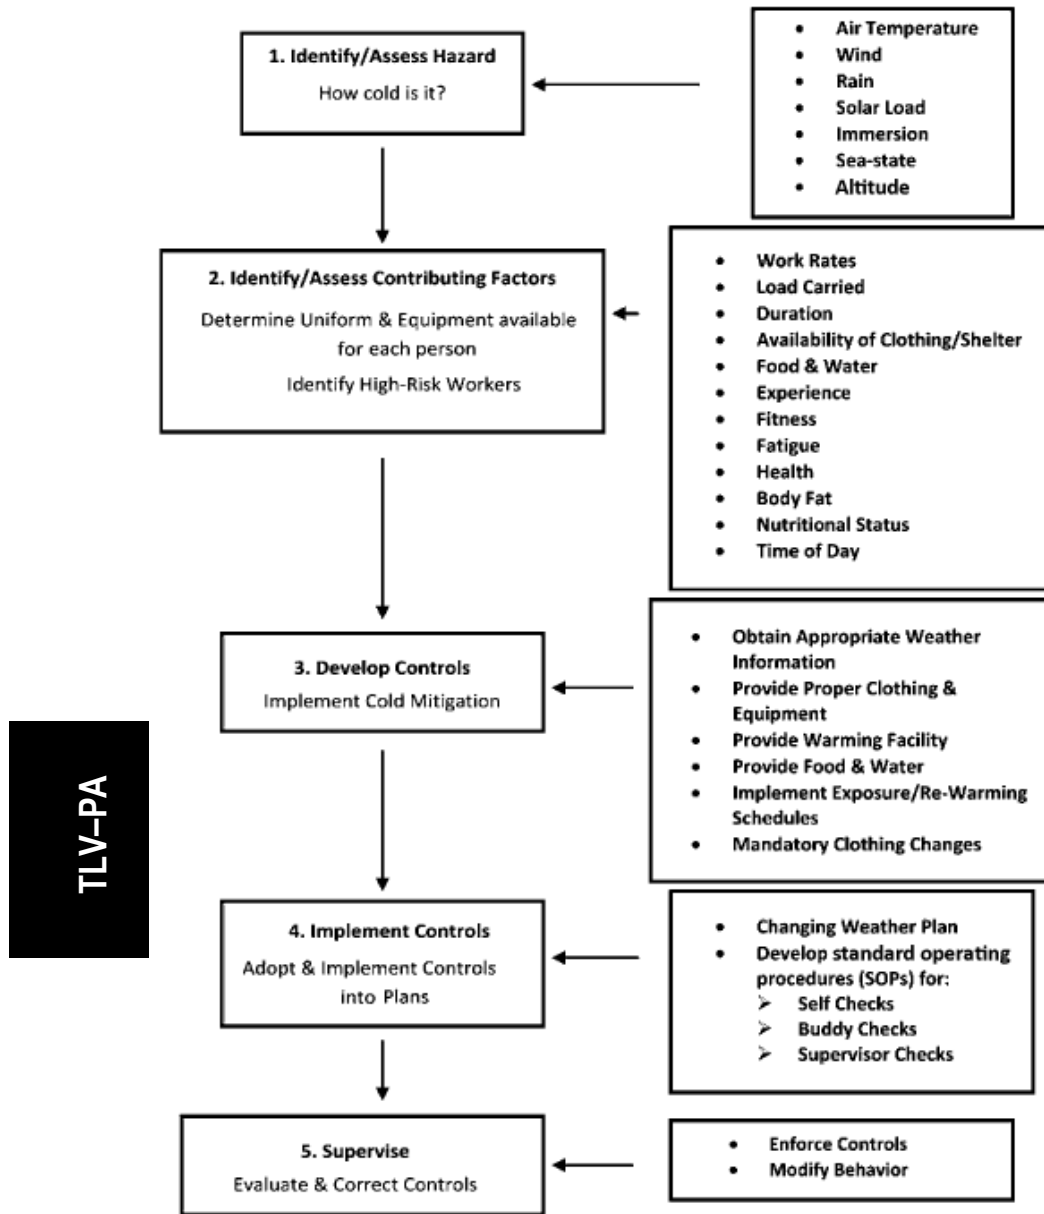 1. Identify/Assess Hazard
How cold is it?
• Air Temperature
• Wind
• Rain
• Solar Load
• Immersion
• Sea-state
• Altitude
2. Identify/Assess Contributing Factors
Determine Uniform & Equipment available
for each person
Identify High-Risk Workers
• Work Rates
• Load Carried
• Duration
• Availability of Clothing/Shelter
• Food & Water
• Experience
• Fitness
• Fatigue
• Health
• Body Fat
• Nutritional Status
• Time of Day
3. Develop Controls
Implement Cold Mitigation
• Obtain Appropriate Weather
Information
• Provide Proper Clothing &
Equipment
• Provide Warming Facility
• Provide Food & Water
• Implement Exposure/Re-Warming
Schedules
• Mandatory Clothing Changes
TLV–PA
4. Implement Controls
Adopt & Implement Controls
into Plans
• Changing Weather Plan
• Develop standard operating
procedures (SOPs) for:
➢ Self Checks
➢ Buddy Checks
➢ Supervisor Checks
5. Supervise
Evaluate & Correct Controls
• Enforce Controls
• Modify Behavior